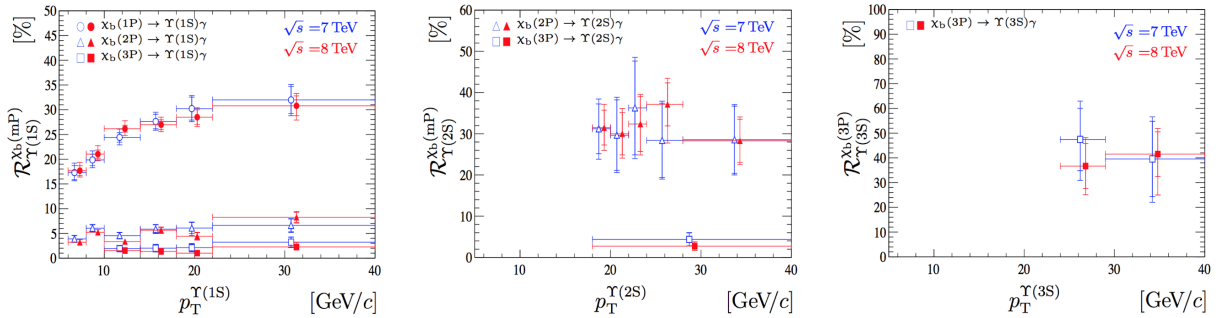 [%]
χb(1P) → Υ(1S)γ
χb(2P) → Υ(1S)γ
χb(3P) → Υ(1S)γ
√s =7 TeV
√s =8 TeV
50
45
40
35
30
25
20
15
10
5
0
R^χb(mP)_Υ(1S)
10 20 30 40
p_T^Υ(1S) [GeV/c]
[%]
χb(2P) → Υ(2S)γ
χb(3P) → Υ(2S)γ
√s =7 TeV
√s =8 TeV
60
50
40
30
20
10
0
R^χb(mP)_Υ(2S)
10 20 30 40
p_T^Υ(2S) [GeV/c]
[%]
χb(3P) → Υ(3S)γ
√s =7 TeV
√s =8 TeV
100
90
80
70
60
50
40
30
20
10
0
R^χb(3P)_Υ(3S)
10 20 30 40
p_T^Υ(3S) [GeV/c]